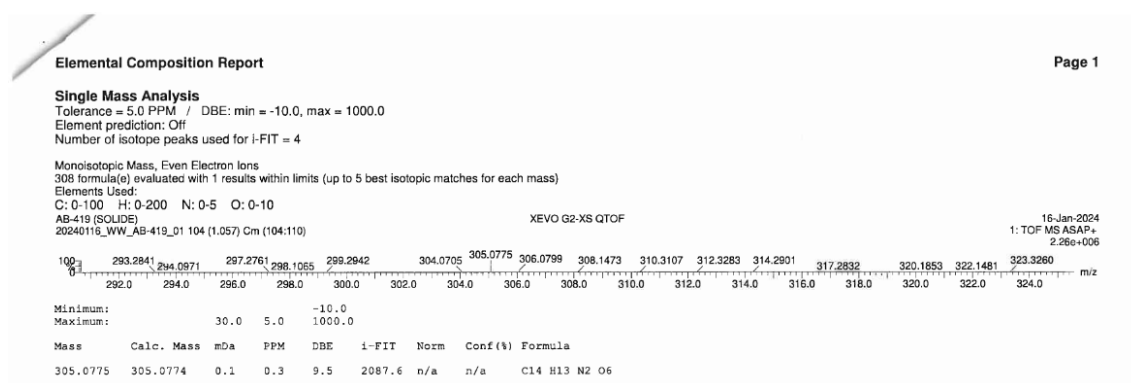 Elemental Composition Report Page 1
Single Mass Analysis
Tolerance = 5.0 PPM / DBE: min = -10.0, max = 1000.0
Element prediction: Off
Number of isotope peaks used for i-FIT = 4
Monoisotopic Mass, Even Electron Ions
308 formula(e) evaluated with 1 results within limits (up to 5 best isotopic matches for each mass)
Elements Used:
C: 0-100 H: 0-200 N: 0-5 O: 0-10
AB-419 (SOLIDE) XEVO G2-XS QTOF 16-Jan-2024
20240116_WW_AB-419_01 104 (1.057) Cm (104:110) 1: TOF MS ASAP+
2.26e+006
100 293.2841 294.0971 297.2761 298.1065 299.2942 304.0705 305.0775 306.0799 308.1473 310.3107 312.3283 314.2901 317.2832 320.1853 322.1481 323.3260
% 0 m/z
292.0 294.0 296.0 298.0 300.0 302.0 304.0 306.0 308.0 310.0 312.0 314.0 316.0 318.0 320.0 322.0 324.0
Minimum: -10.0
Maximum: 30.0 5.0 1000.0
Mass Calc. Mass mDa PPM DBE i-FIT Norm Conf(%) Formula
305.0775 305.0774 0.1 0.3 9.5 2087.6 n/a n/a C14 H13 N2 O6